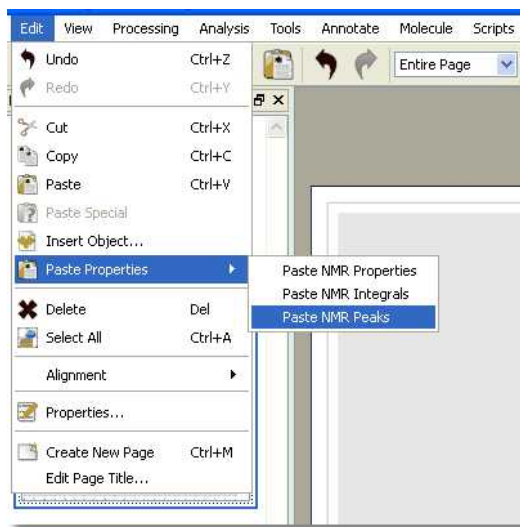 Edit View Processing Analysis Tools Annotate Molecule Scripts
Undo Ctrl+Z
Entire Page
Redo Ctrl+Y
Cut Ctrl+X
Copy Ctrl+C
Paste Ctrl+V
Paste Special
Insert Object...
Paste Properties
Paste NMR Properties
Paste NMR Integrals
Paste NMR Peaks
Delete Del
Select All Ctrl+A
Alignment
Properties...
Create New Page Ctrl+M
Edit Page Title...